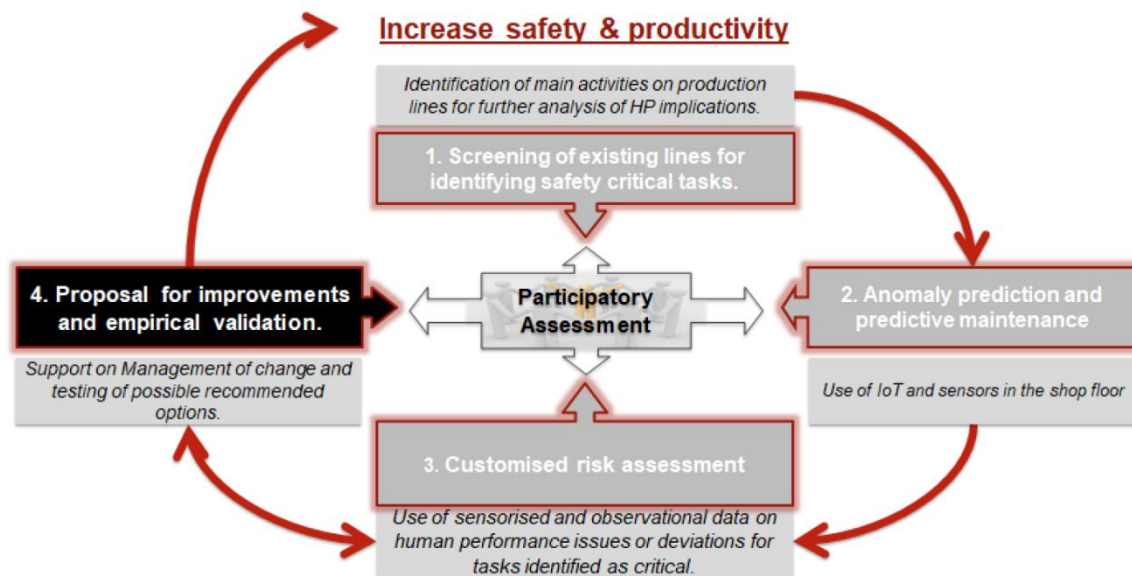 Increase safety & productivity
Identification of main activities on production
lines for further analysis of HP implications.
1. Screening of existing lines for
identifying safety critical tasks.
4. Proposal for improvements
and empirical validation.
Participatory
Assessment
2. Anomaly prediction and
predictive maintenance
Support on Management of change and
testing of possible recommended
options.
Use of IoT and sensors in the shop floor
3. Customised risk assessment
Use of sensorised and observational data on
human performance issues or deviations for
tasks identified as critical.